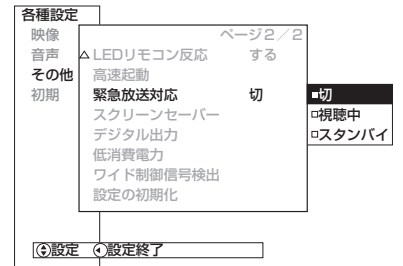 各種設定
映像
音声
その他
初期
ページ2/2
△LEDリモコン反応 する
高速起動
緊急放送対応 切
スクリーンセーバー
デジタル出力
低消費電力
ワイド制御信号検出
設定の初期化
■切
□視聴中
□スタンバイ
設定 設定終了